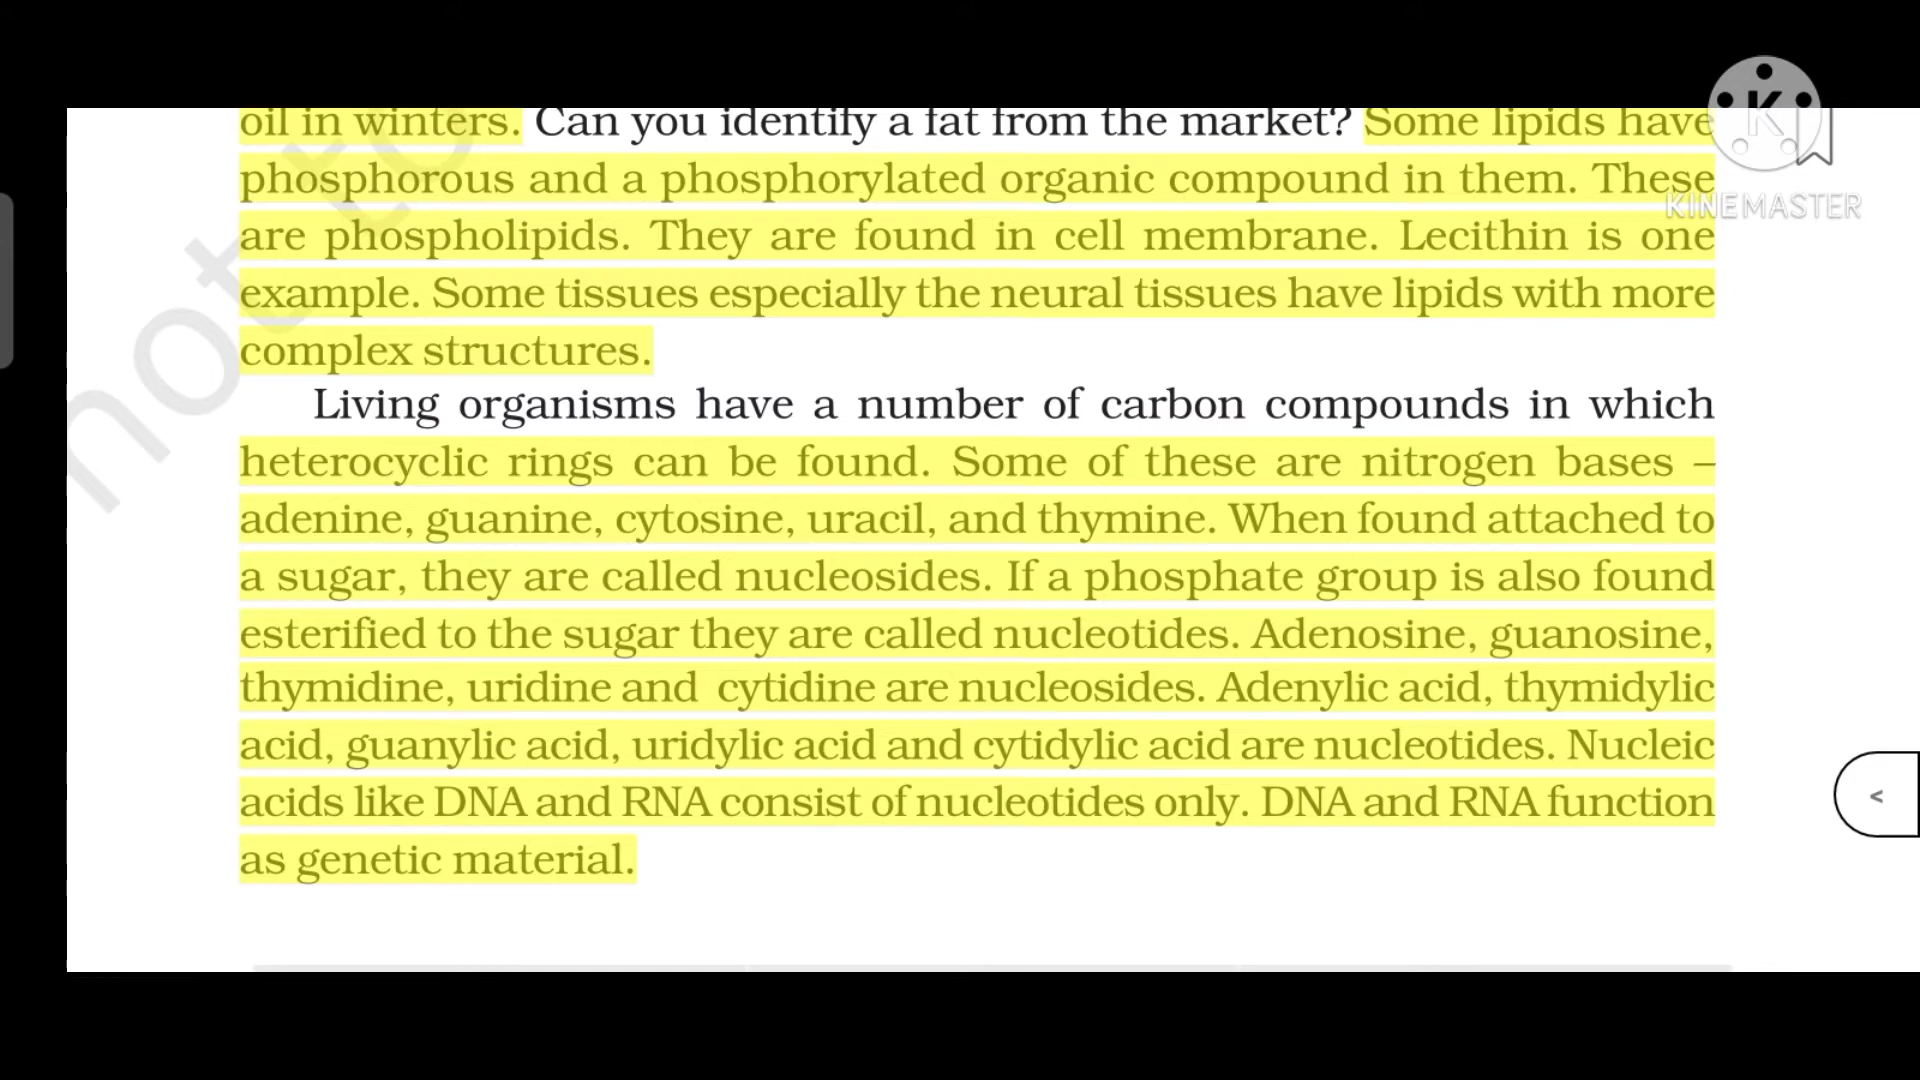 oil in winters. Can you identify a fat from the market? Some lipids have
phosphorous and a phosphorylated organic compound in them. These
are phospholipids. They are found in cell membrane. Lecithin is one
example. Some tissues especially the neural tissues have lipids with more
complex structures.
Living organisms have a number of carbon compounds in which
heterocyclic rings can be found. Some of these are nitrogen bases –
adenine, guanine, cytosine, uracil, and thymine. When found attached to
a sugar, they are called nucleosides. If a phosphate group is also found
esterified to the sugar they are called nucleotides. Adenosine, guanosine,
thymidine, uridine and cytidine are nucleosides. Adenylic acid, thymidylic
acid, guanylic acid, uridylic acid and cytidylic acid are nucleotides. Nucleic
acids like DNA and RNA consist of nucleotides only. DNA and RNA function
as genetic material.
not to
K
KINEMASTER
<